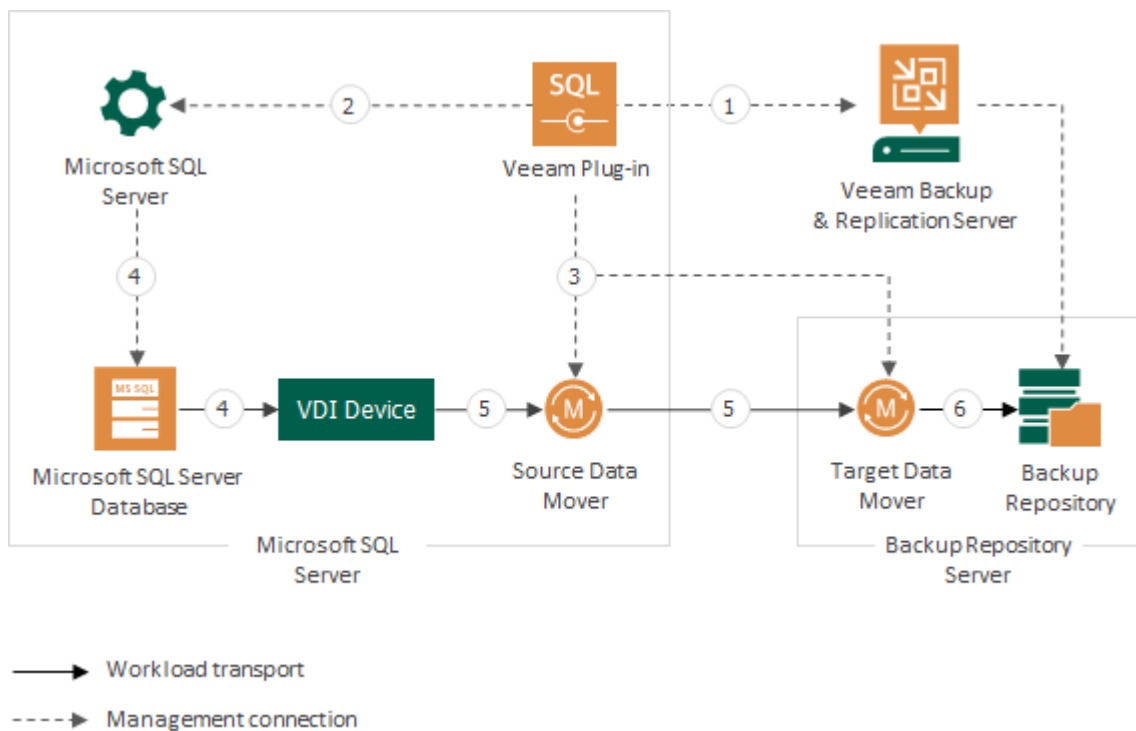 SQL
2
1
Microsoft SQL
Server
Veeam Plug-in
Veeam Backup
& Replication Server
4
3
MS SQL
4
VDI Device
5
M
5
M
6
Microsoft SQL Server
Database
Source Data
Mover
Target Data
Mover
Backup
Repository
Microsoft SQL
Server
Backup Repository
Server
Workload transport
Management connection